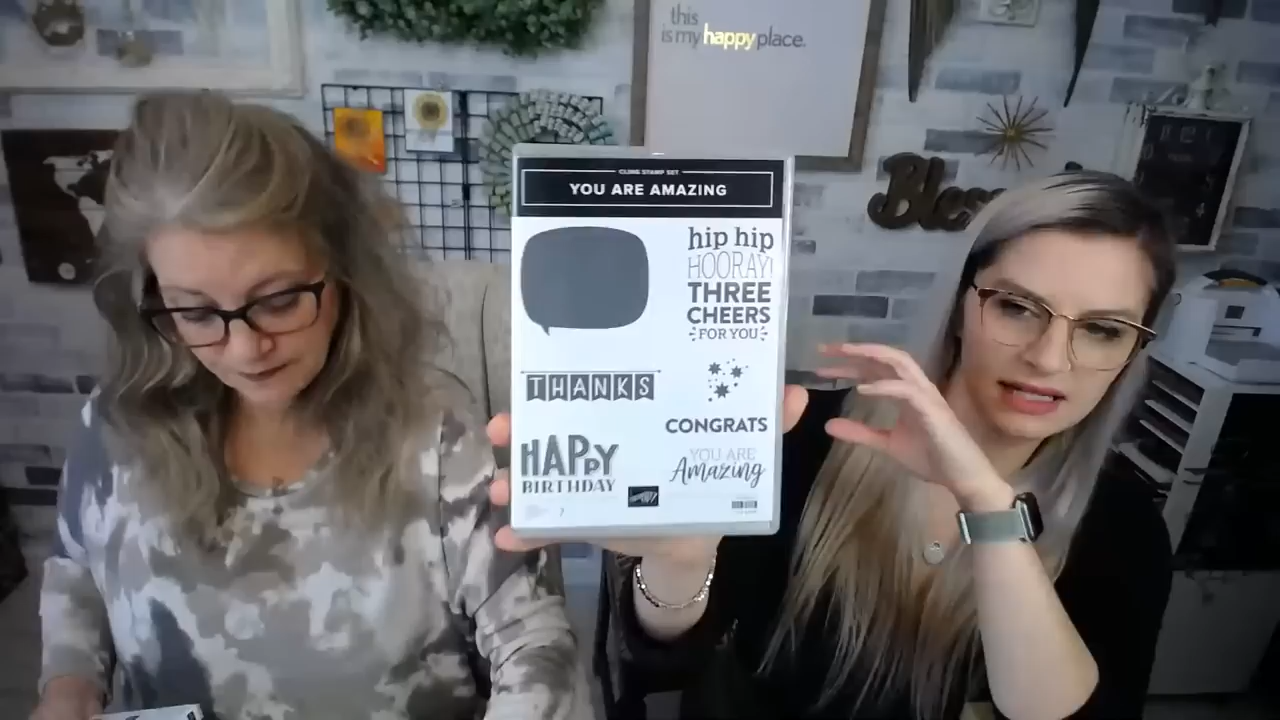 this
is my happy place.
CLING STAMP SET
YOU ARE AMAZING
hip hip
HOORAY!
THREE
CHEERS
FOR YOU
THANKS
CONGRATS
HAPPY
BIRTHDAY
YOU ARE
Amazing